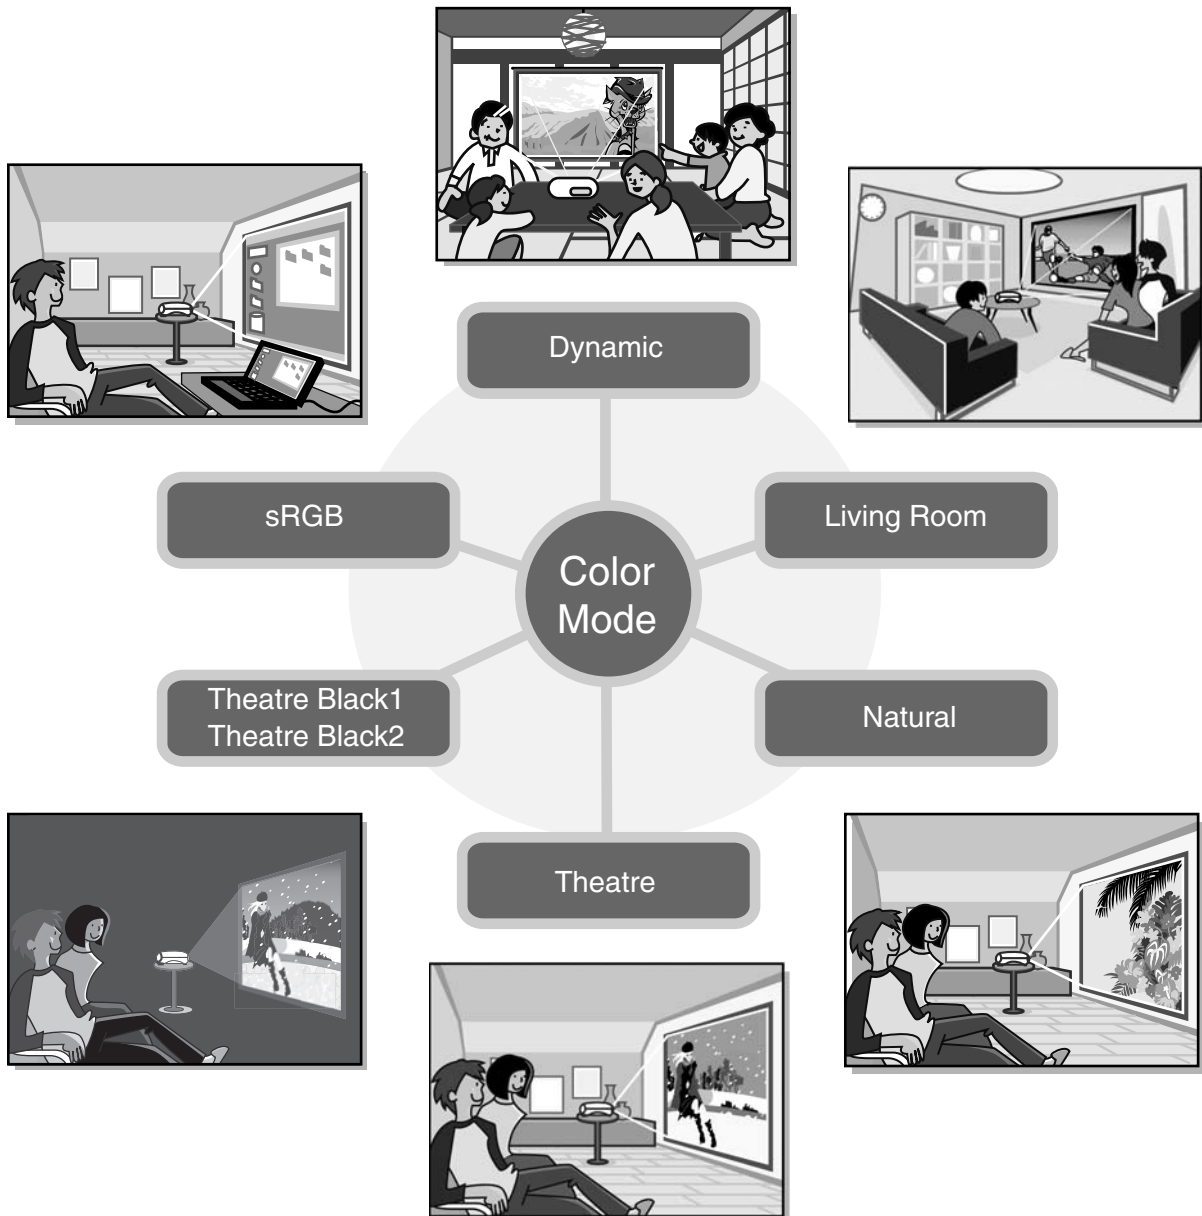 Dynamic
sRGB
Living Room
Color
Mode
Theatre Black1
Theatre Black2
Natural
Theatre